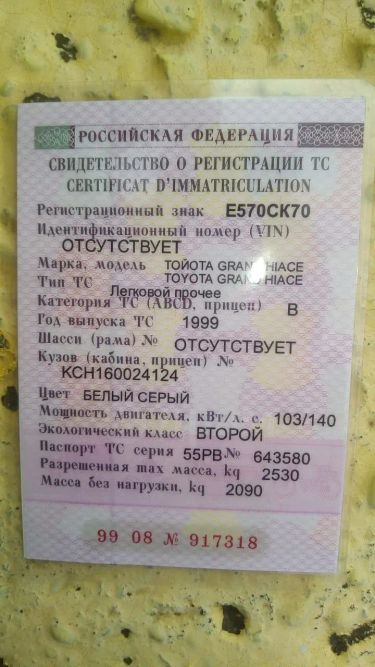 РОССИЙСКАЯ ФЕДЕРАЦИЯ
СВИДЕТЕЛЬСТВО О РЕГИСТРАЦИИ ТС
CERTIFICAT D'IMMATRICULATION
Регистрационный знак Е570СК70
Идентификационный номер (VIN)
ОТСУТСТВУЕТ
Марка, модель ТОЙОТА GRAND HIACE
TOYOTA GRAND HIACE
Тип ТС Легковой прочее
Категория ТС (ABCD, прицеп) В
Год выпуска ТС 1999
Шасси (рама) № ОТСУТСТВУЕТ
Кузов (кабина, прицеп) №
KCH160024124
Цвет БЕЛЫЙ СЕРЫЙ
Мощность двигателя, кВт/л. с. 103/140
Экологический класс ВТОРОЙ
Паспорт ТС серия 55РВ № 643580
Разрешенная max масса, kg 2530
Масса без нагрузки, kg 2090
99 08 № 917318